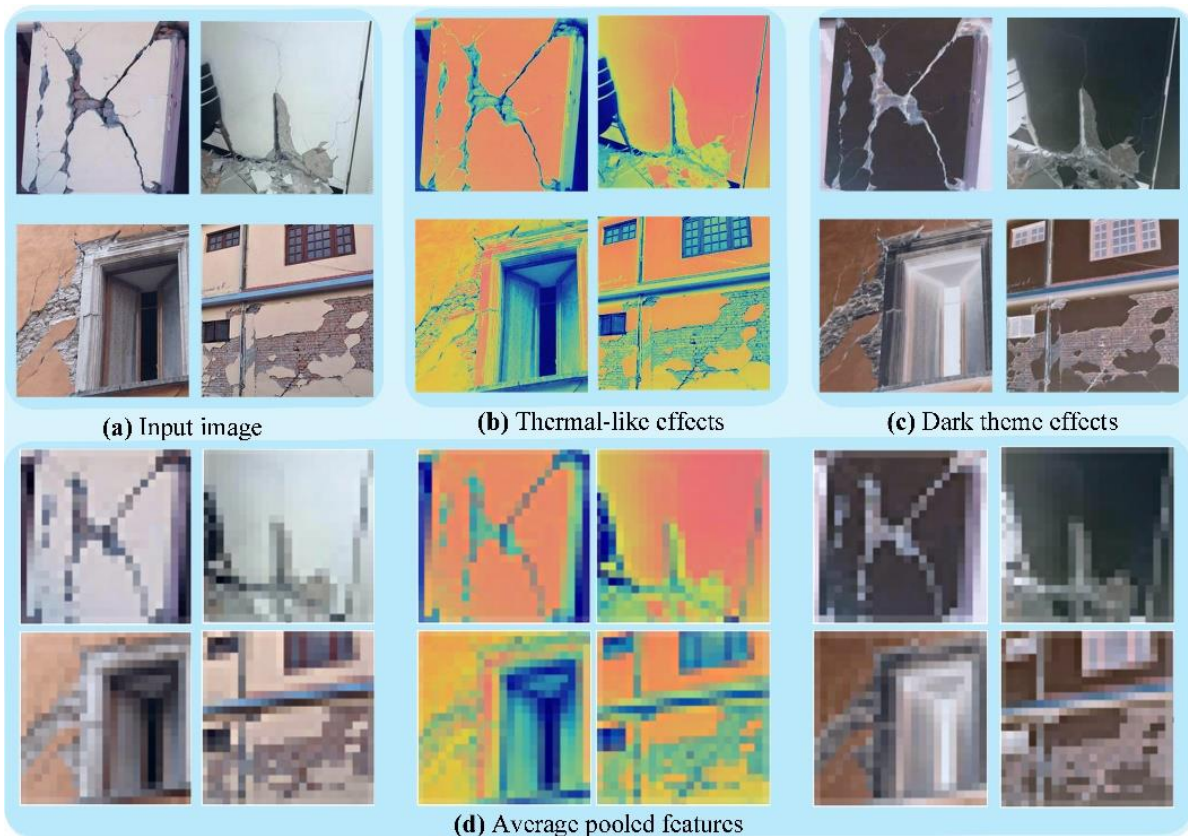 (a) Input image
(b) Thermal-like effects
(c) Dark theme effects
(d) Average pooled features